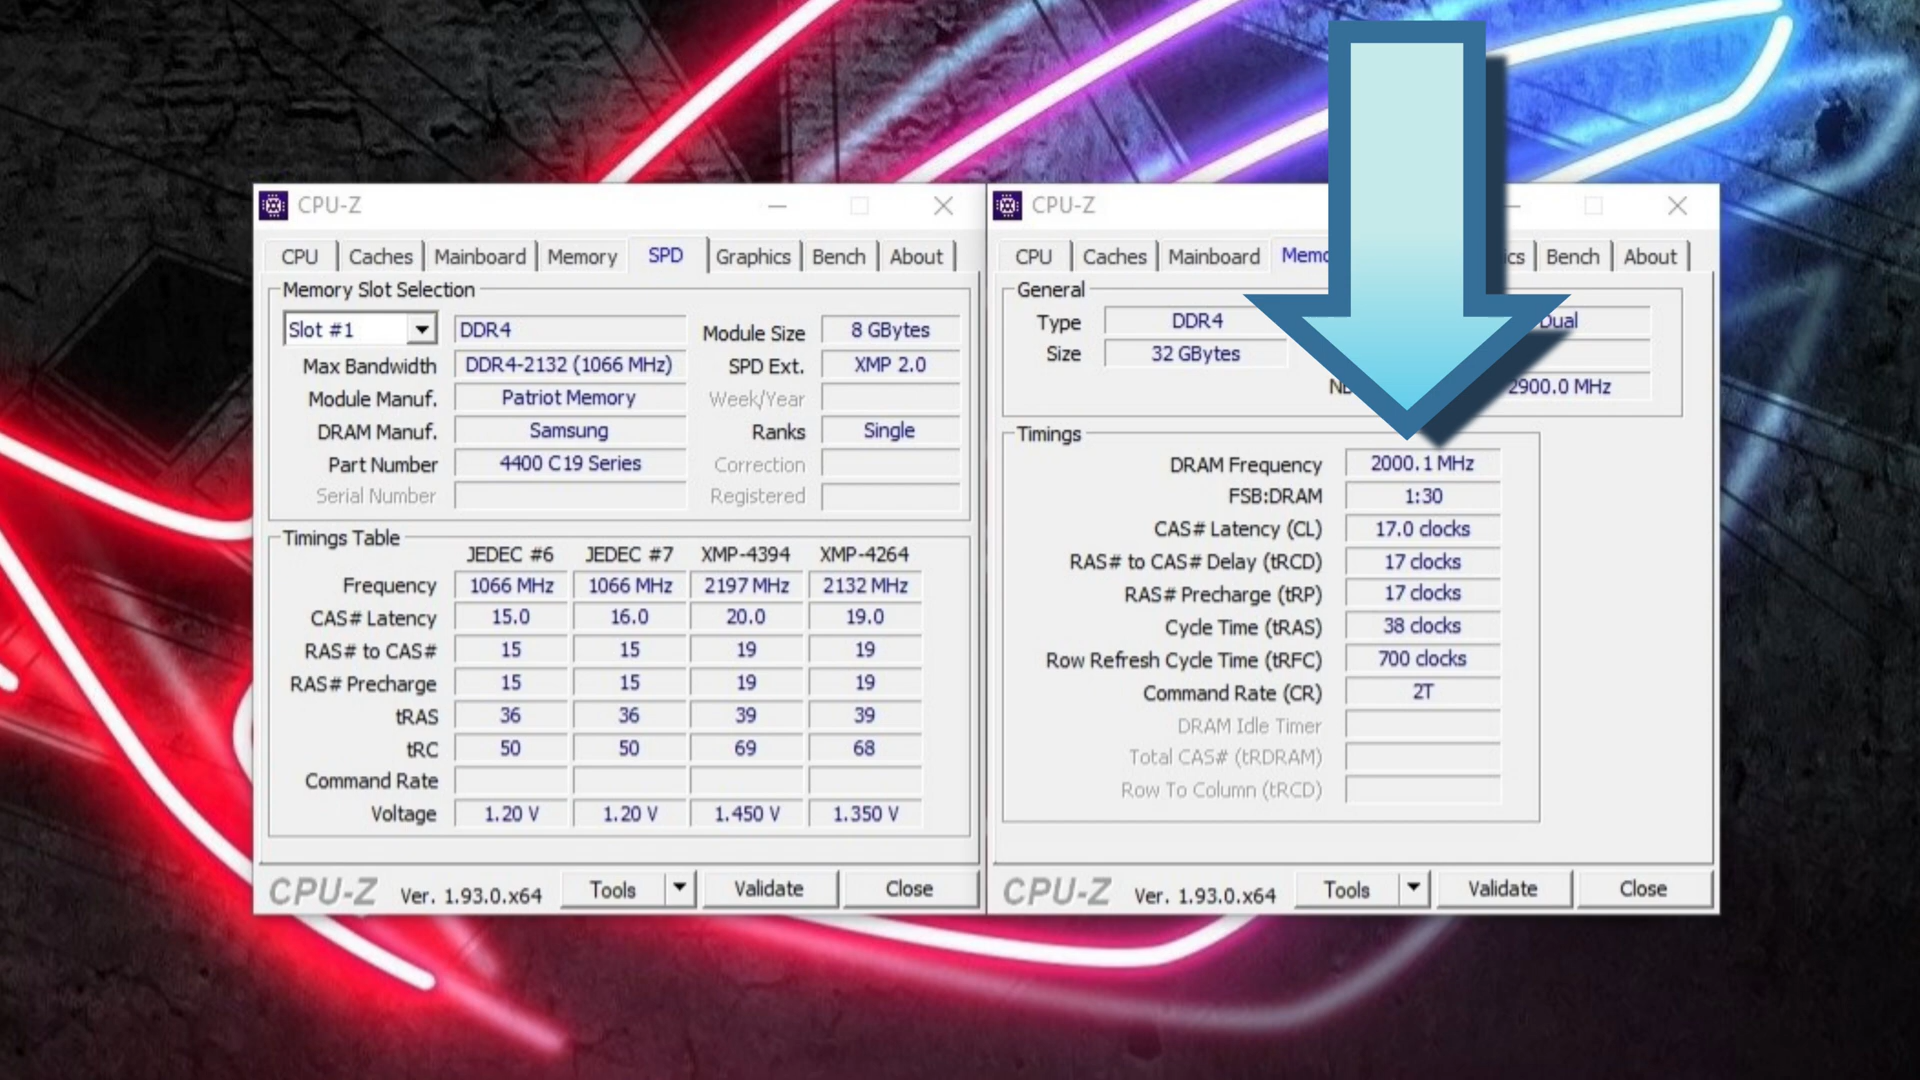 CPU-Z
CPU Caches Mainboard Memory SPD Graphics Bench About
Memory Slot Selection
Slot #1 DDR4 Module Size 8 GBytes
Max Bandwidth DDR4-2132 (1066 MHz) SPD Ext. XMP 2.0
Module Manuf. Patriot Memory Week/Year
DRAM Manuf. Samsung Ranks Single
Part Number 4400 C19 Series Correction
Serial Number Registered
Timings Table
JEDEC #6 JEDEC #7 XMP-4394 XMP-4264
Frequency 1066 MHz 1066 MHz 2197 MHz 2132 MHz
CAS# Latency 15.0 16.0 20.0 19.0
RAS# to CAS# 15 15 19 19
RAS# Precharge 15 15 19 19
tRAS 36 36 39 39
tRC 50 50 69 68
Command Rate
Voltage 1.20 V 1.20 V 1.450 V 1.350 V
CPU-Z Ver. 1.93.0.x64 Tools Validate Close
CPU-Z
CPU Caches Mainboard Bench About
General
Type DDR4 Dual
Size 32 GBytes
2900.0 MHz
Timings
DRAM Frequency 2000.1 MHz
FSB:DRAM 1:30
CAS# Latency (CL) 17.0 clocks
RAS# to CAS# Delay (tRCD) 17 clocks
RAS# Precharge (tRP) 17 clocks
Cycle Time (tRAS) 38 clocks
Row Refresh Cycle Time (tRFC) 700 clocks
Command Rate (CR) 2T
DRAM Idle Timer
Total CAS# (tRDRAM)
Row To Column (tRCD)
CPU-Z Ver. 1.93.0.x64 Tools Validate Close